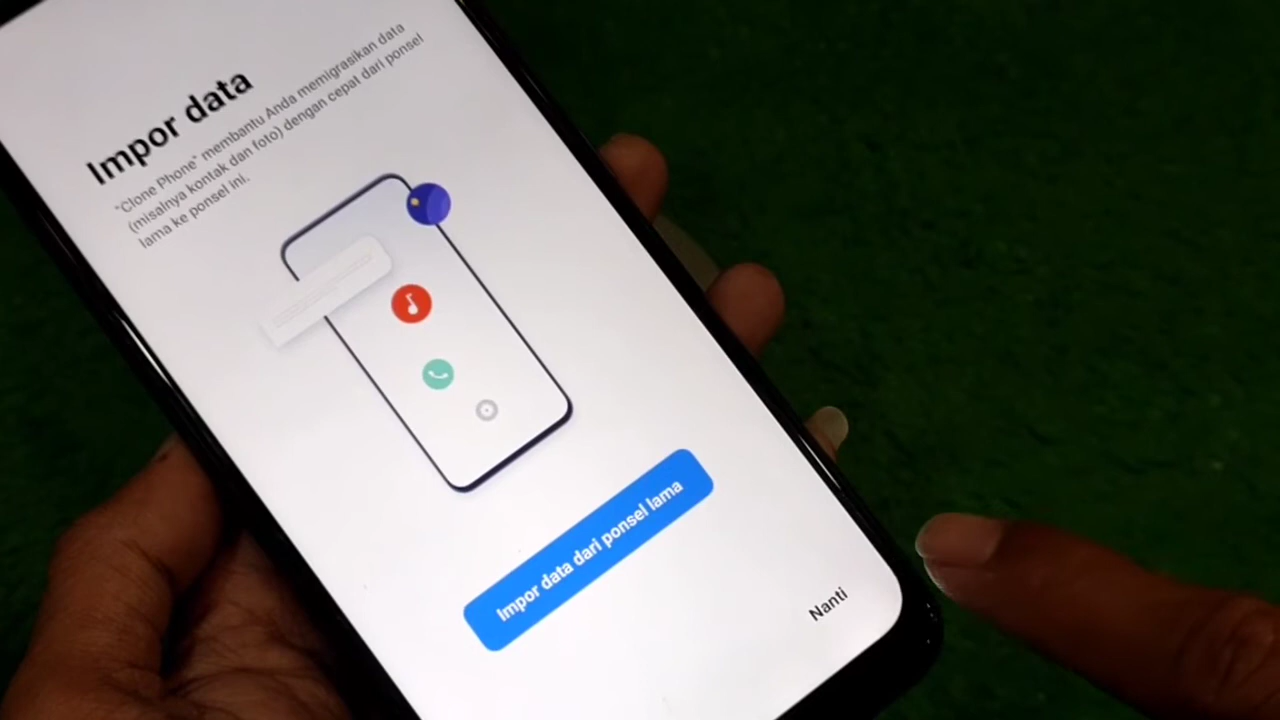 Impor data
"Clone Phone" membantu Anda memigrasikan data
(misalnya kontak dan foto) dengan cepat dari ponsel
lama ke ponsel ini.
Impor data dari ponsel lama
Nanti